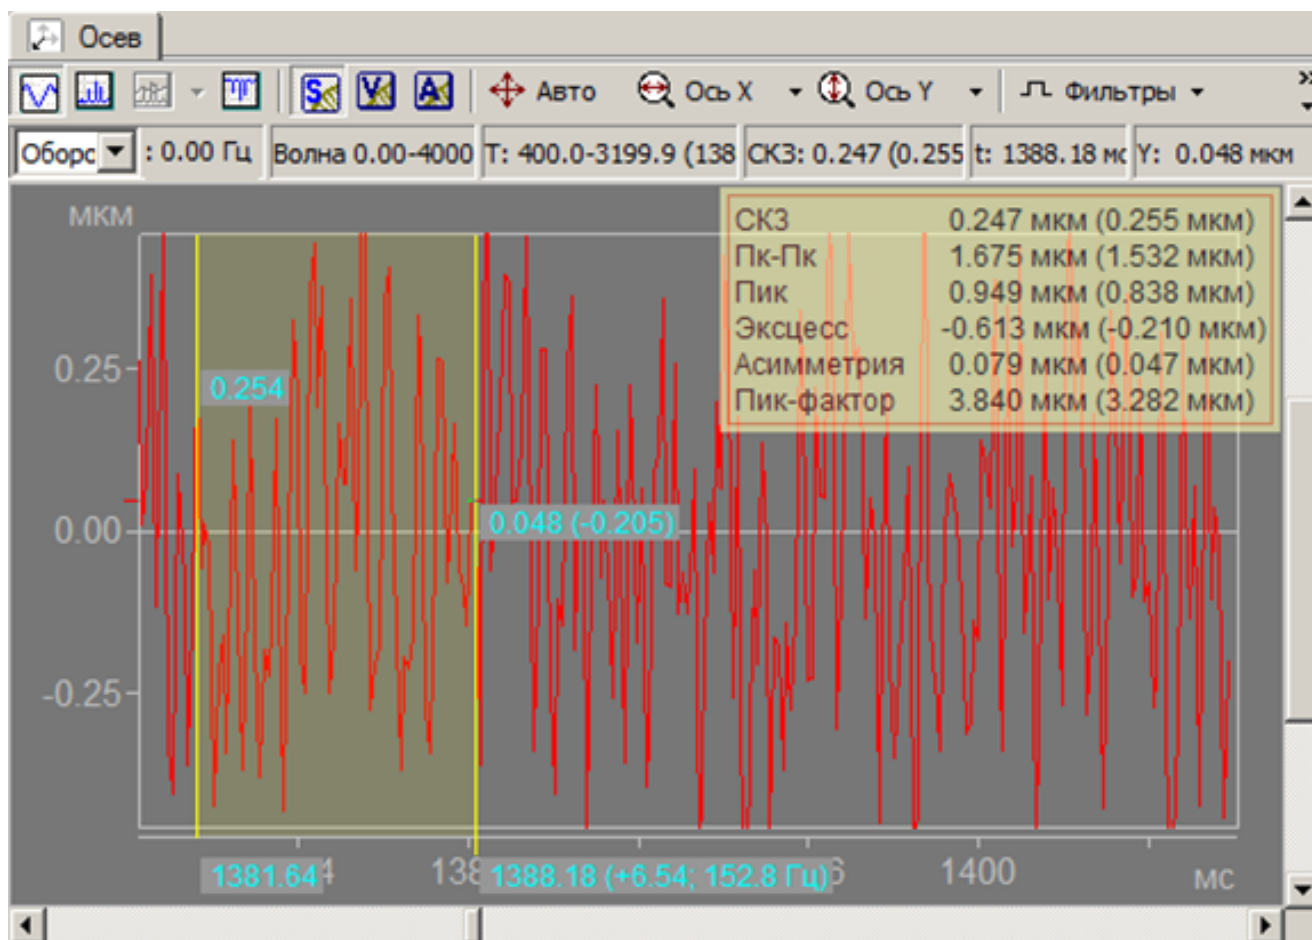 Осев
S V A Авто Ось X Ось Y Фильтры
Оборс : 0.00 Гц Волна 0.00-4000 T: 400.0-3199.9 (138 СКЗ: 0.247 (0.255 t: 1388.18 мс Y: 0.048 мкм
мкм
СКЗ 0.247 мкм (0.255 мкм)
Пк-Пк 1.675 мкм (1.532 мкм)
Пик 0.949 мкм (0.838 мкм)
Эксцесс -0.613 мкм (-0.210 мкм)
Асимметрия 0.079 мкм (0.047 мкм)
Пик-фактор 3.840 мкм (3.282 мкм)
0.25
0.254
0.00
0.048 (-0.205)
-0.25
1381.64 4 138 1388.18 (+6.54; 152.8 Гц) 6 1400 мс